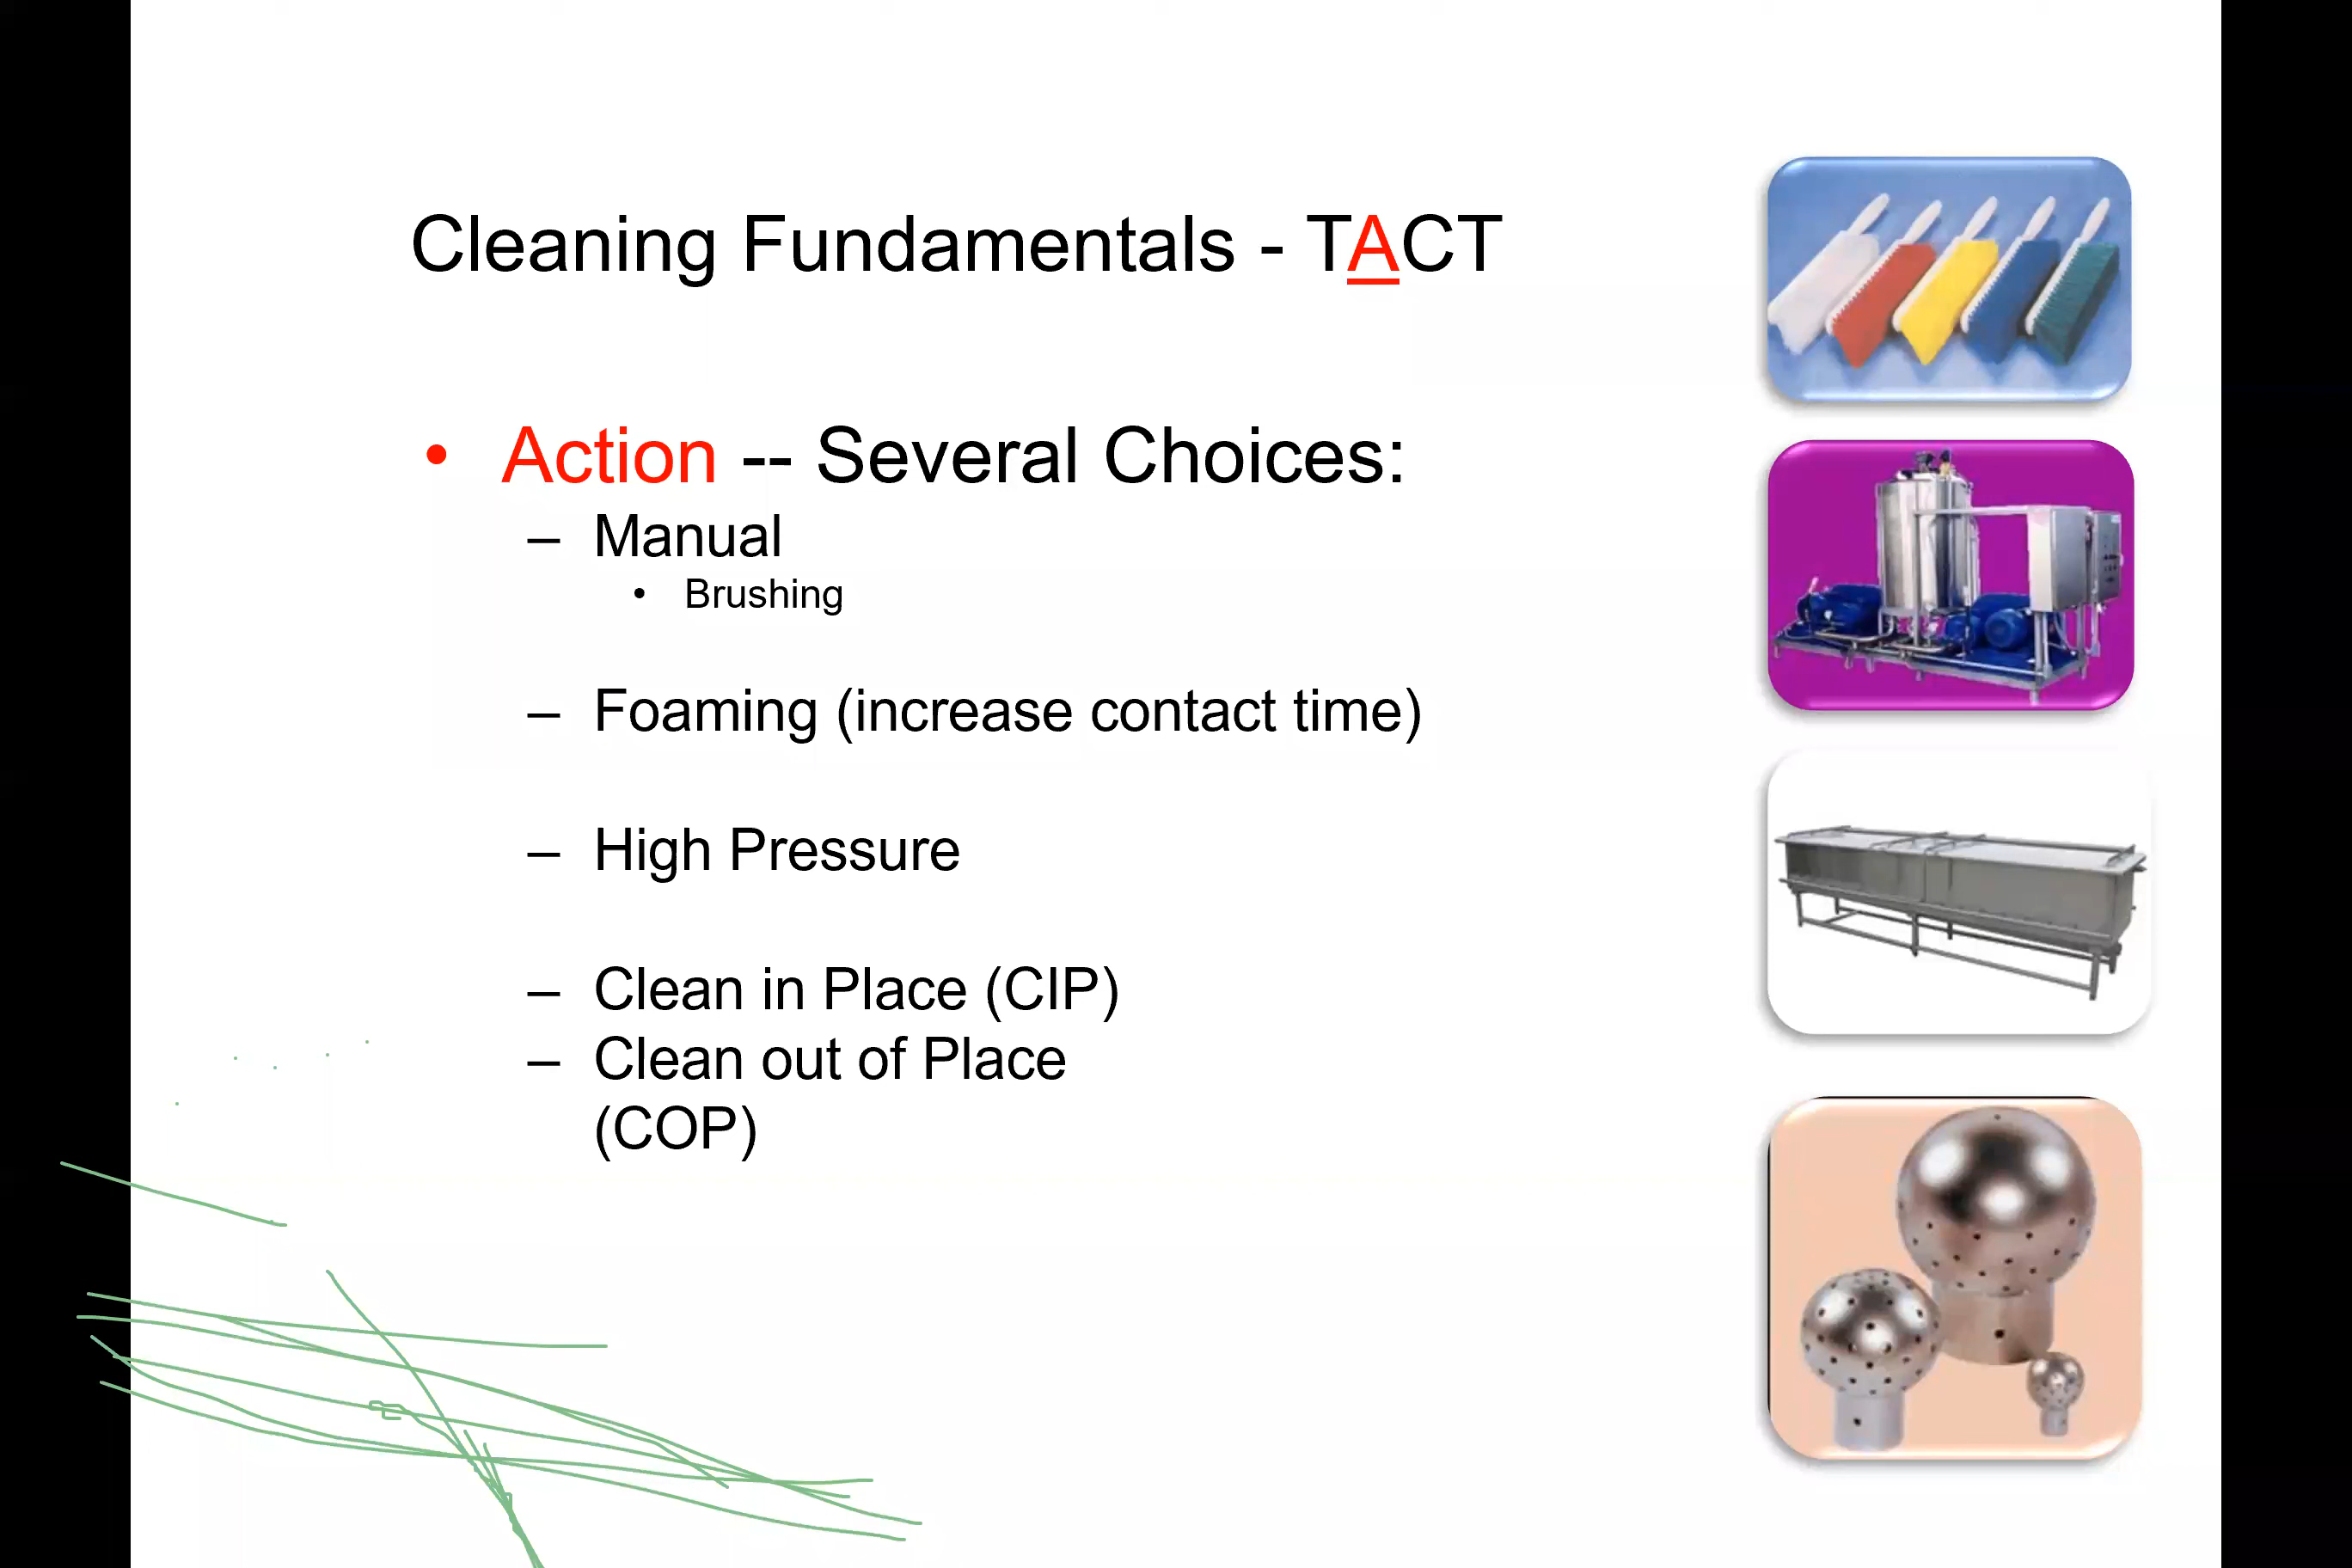 Cleaning Fundamentals - TACT
• Action -- Several Choices:
– Manual
• Brushing
– Foaming (increase contact time)
– High Pressure
– Clean in Place (CIP)
– Clean out of Place
(COP)